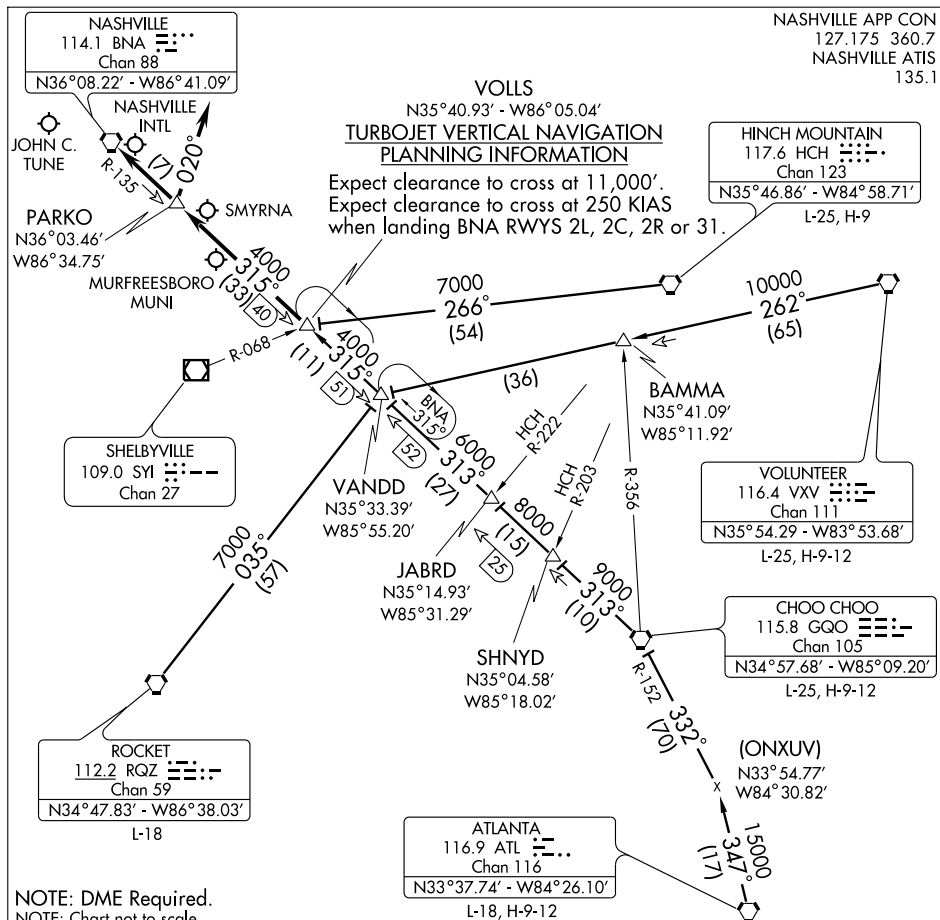 NASHVILLE
114.1 BNA
Chan 88
N36°08.22' - W86°41.09'
NASHVILLE APP CON
127.175 360.7
NASHVILLE ATIS
135.1
NASHVILLE
INTL
JOHN C.
TUNE
(7)
R-135
020°
VOLLS
N35°40.93' - W86°05.04'
TURBOJET VERTICAL NAVIGATION
PLANNING INFORMATION
Expect clearance to cross at 11,000'.
Expect clearance to cross at 250 KIAS
when landing BNA RWYS 2L, 2C, 2R or 31.
HINCH MOUNTAIN
117.6 HCH
Chan 123
N35°46.86' - W84°58.71'
L-25, H-9
PARKO
N36°03.46'
W86°34.75'
SMYRNA
MURFREESBORO
MUNI
4000
315°
(33)
40
7000
266°
(54)
10000
262°
(65)
R-068
4000
315°
(11)
51
(36)
BAMMA
N35°41.09'
W85°11.92'
SHELBYVILLE
109.0 SYI
Chan 27
BNA
315°
52
VANDD
N35°33.39'
W85°55.20'
6000
313°
(27)
HCH
R-222
HCH
R-203
R-356
VOLUNTEER
116.4 VXV
Chan 111
N35°54.29 - W83°53.68'
L-25, H-9-12
7000
035°
(57)
JABRD
N35°14.93'
W85°31.29'
8000
(15)
25
9000
313°
(10)
SHNYD
N35°04.58'
W85°18.02'
CHOO CHOO
115.8 GQO
Chan 105
N34°57.68' - W85°09.20'
L-25, H-9-12
R-152
332°
(70)
(ONXUV)
N33°54.77'
W84°30.82'
X
ROCKET
112.2 RQZ
Chan 59
N34°47.83' - W86°38.03'
L-18
ATLANTA
116.9 ATL
Chan 116
N33°37.74' - W84°26.10'
L-18, H-9-12
15000
347°
(17)
NOTE: DME Required.
NOTE: Chart not to scale.